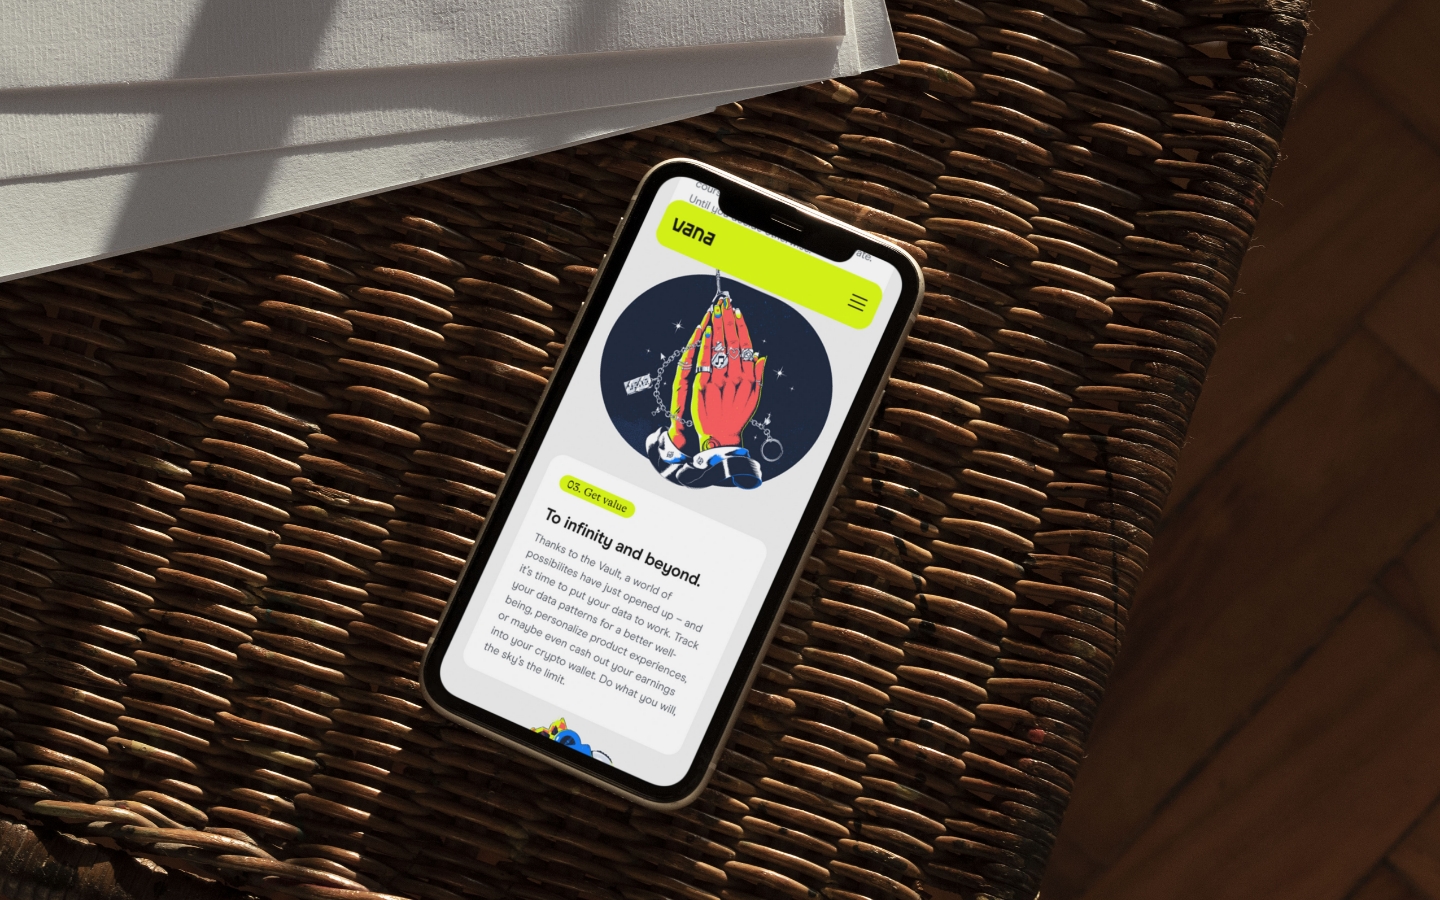 cour
Until you
ate.
vana
03. Get value
To infinity and beyond.
Thanks to the Vault, a world of
possibilites have just opened up – and
it's time to put your data to work. Track
your data patterns for a better well-
being, personalize product experiences,
or maybe even cash out your earnings
into your crypto wallet. Do what you will,
the sky's the limit.